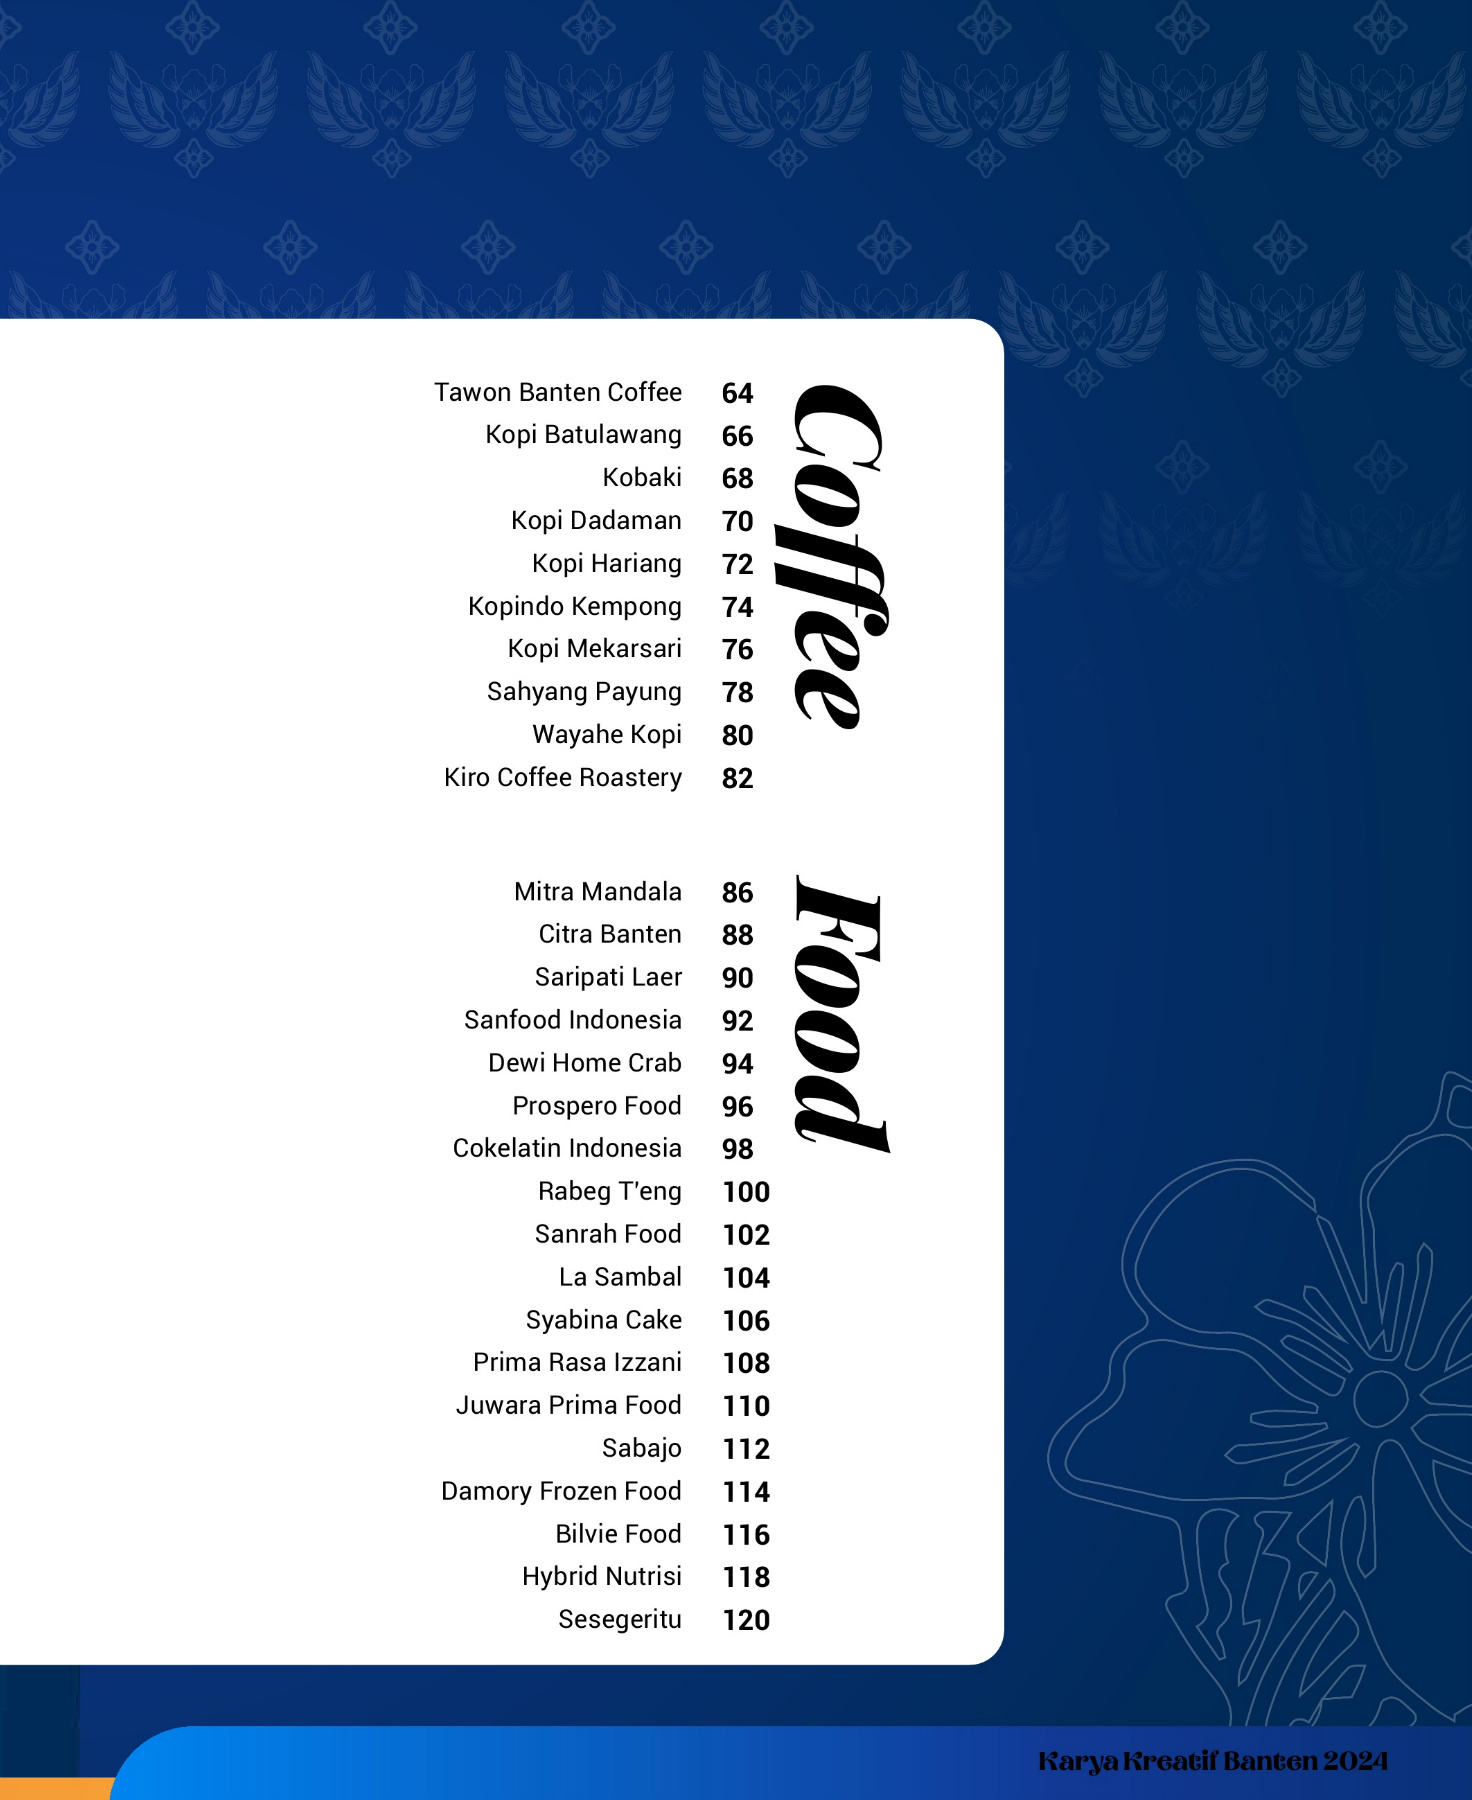 Coffee
Tawon Banten Coffee 64
Kopi Batulawang 66
Kobaki 68
Kopi Dadaman 70
Kopi Hariang 72
Kopindo Kempong 74
Kopi Mekarsari 76
Sahyang Payung 78
Wayahe Kopi 80
Kiro Coffee Roastery 82
Food
Mitra Mandala 86
Citra Banten 88
Saripati Laer 90
Sanfood Indonesia 92
Dewi Home Crab 94
Prospero Food 96
Cokelatin Indonesia 98
Rabeg T'eng 100
Sanrah Food 102
La Sambal 104
Syabina Cake 106
Prima Rasa Izzani 108
Juwara Prima Food 110
Sabajo 112
Damory Frozen Food 114
Bilvie Food 116
Hybrid Nutrisi 118
Sesegeritu 120
Karya Kreatif Banten 2024